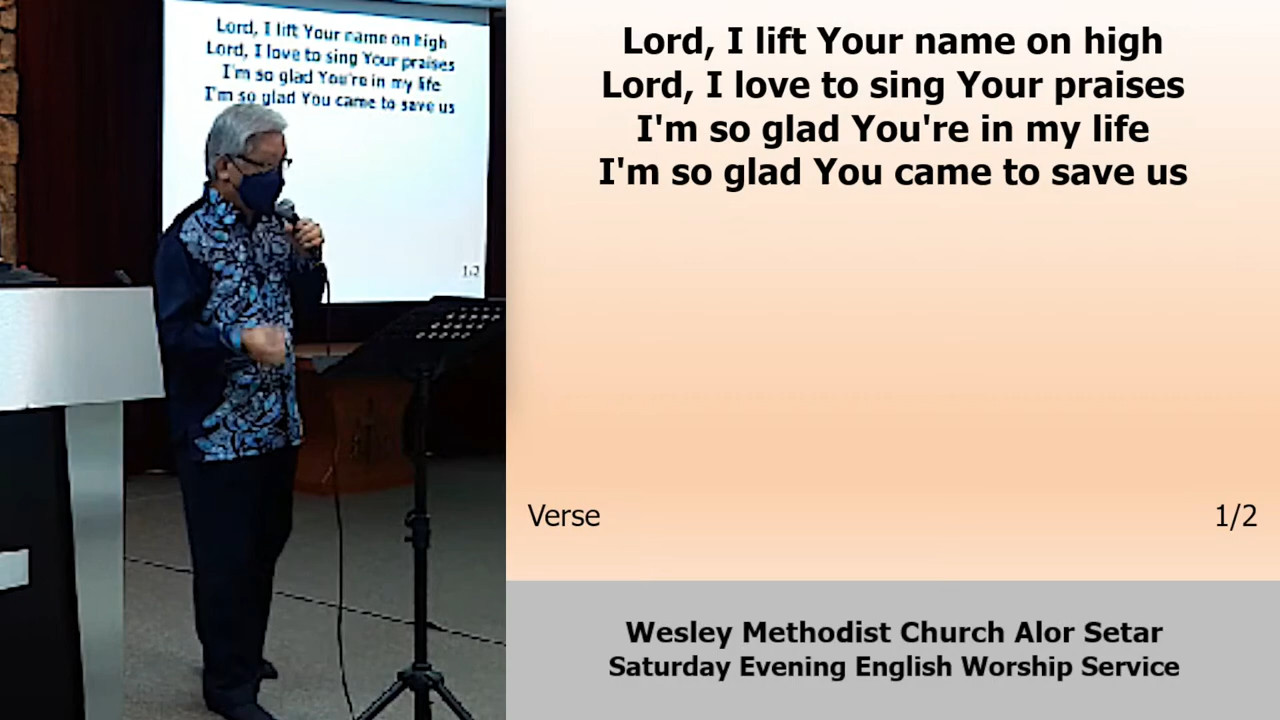 Lord, I lift Your name on high
Lord, I love to sing Your praises
I'm so glad You're in my life
I'm so glad You came to save us
1/2
Lord, I lift Your name on high
Lord, I love to sing Your praises
I'm so glad You're in my life
I'm so glad You came to save us
Verse
1/2
Wesley Methodist Church Alor Setar
Saturday Evening English Worship Service